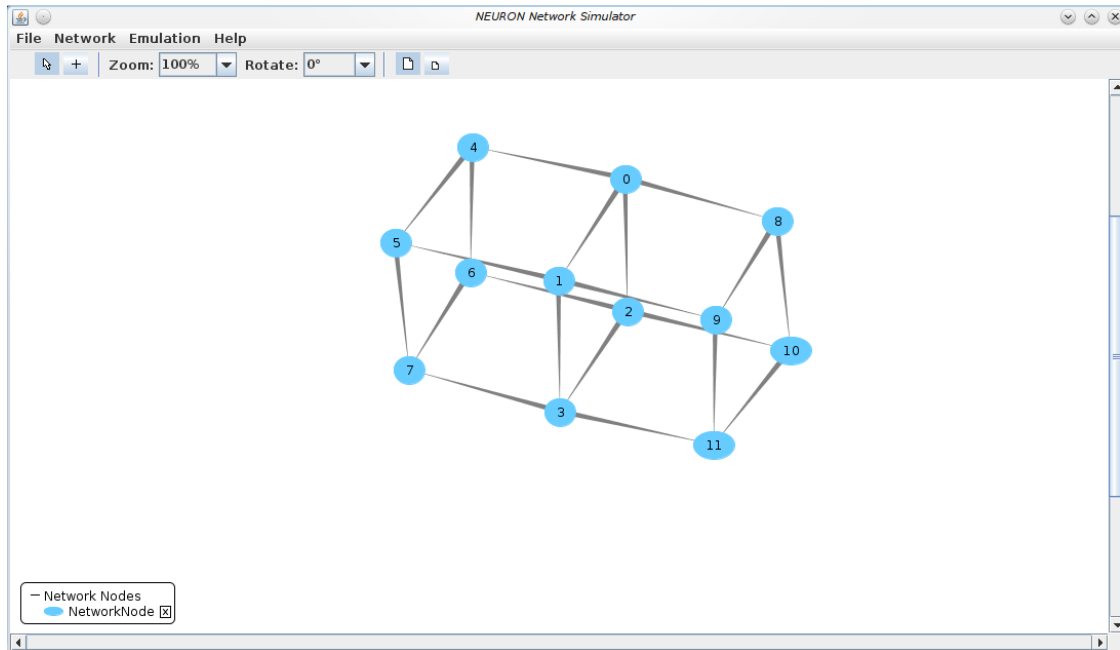 NEURON Network Simulator
File Network Emulation Help
Zoom: 100% Rotate: 0°
4
0
8
5
6
1
2
9
10
7
3
11
Network Nodes
NetworkNode X